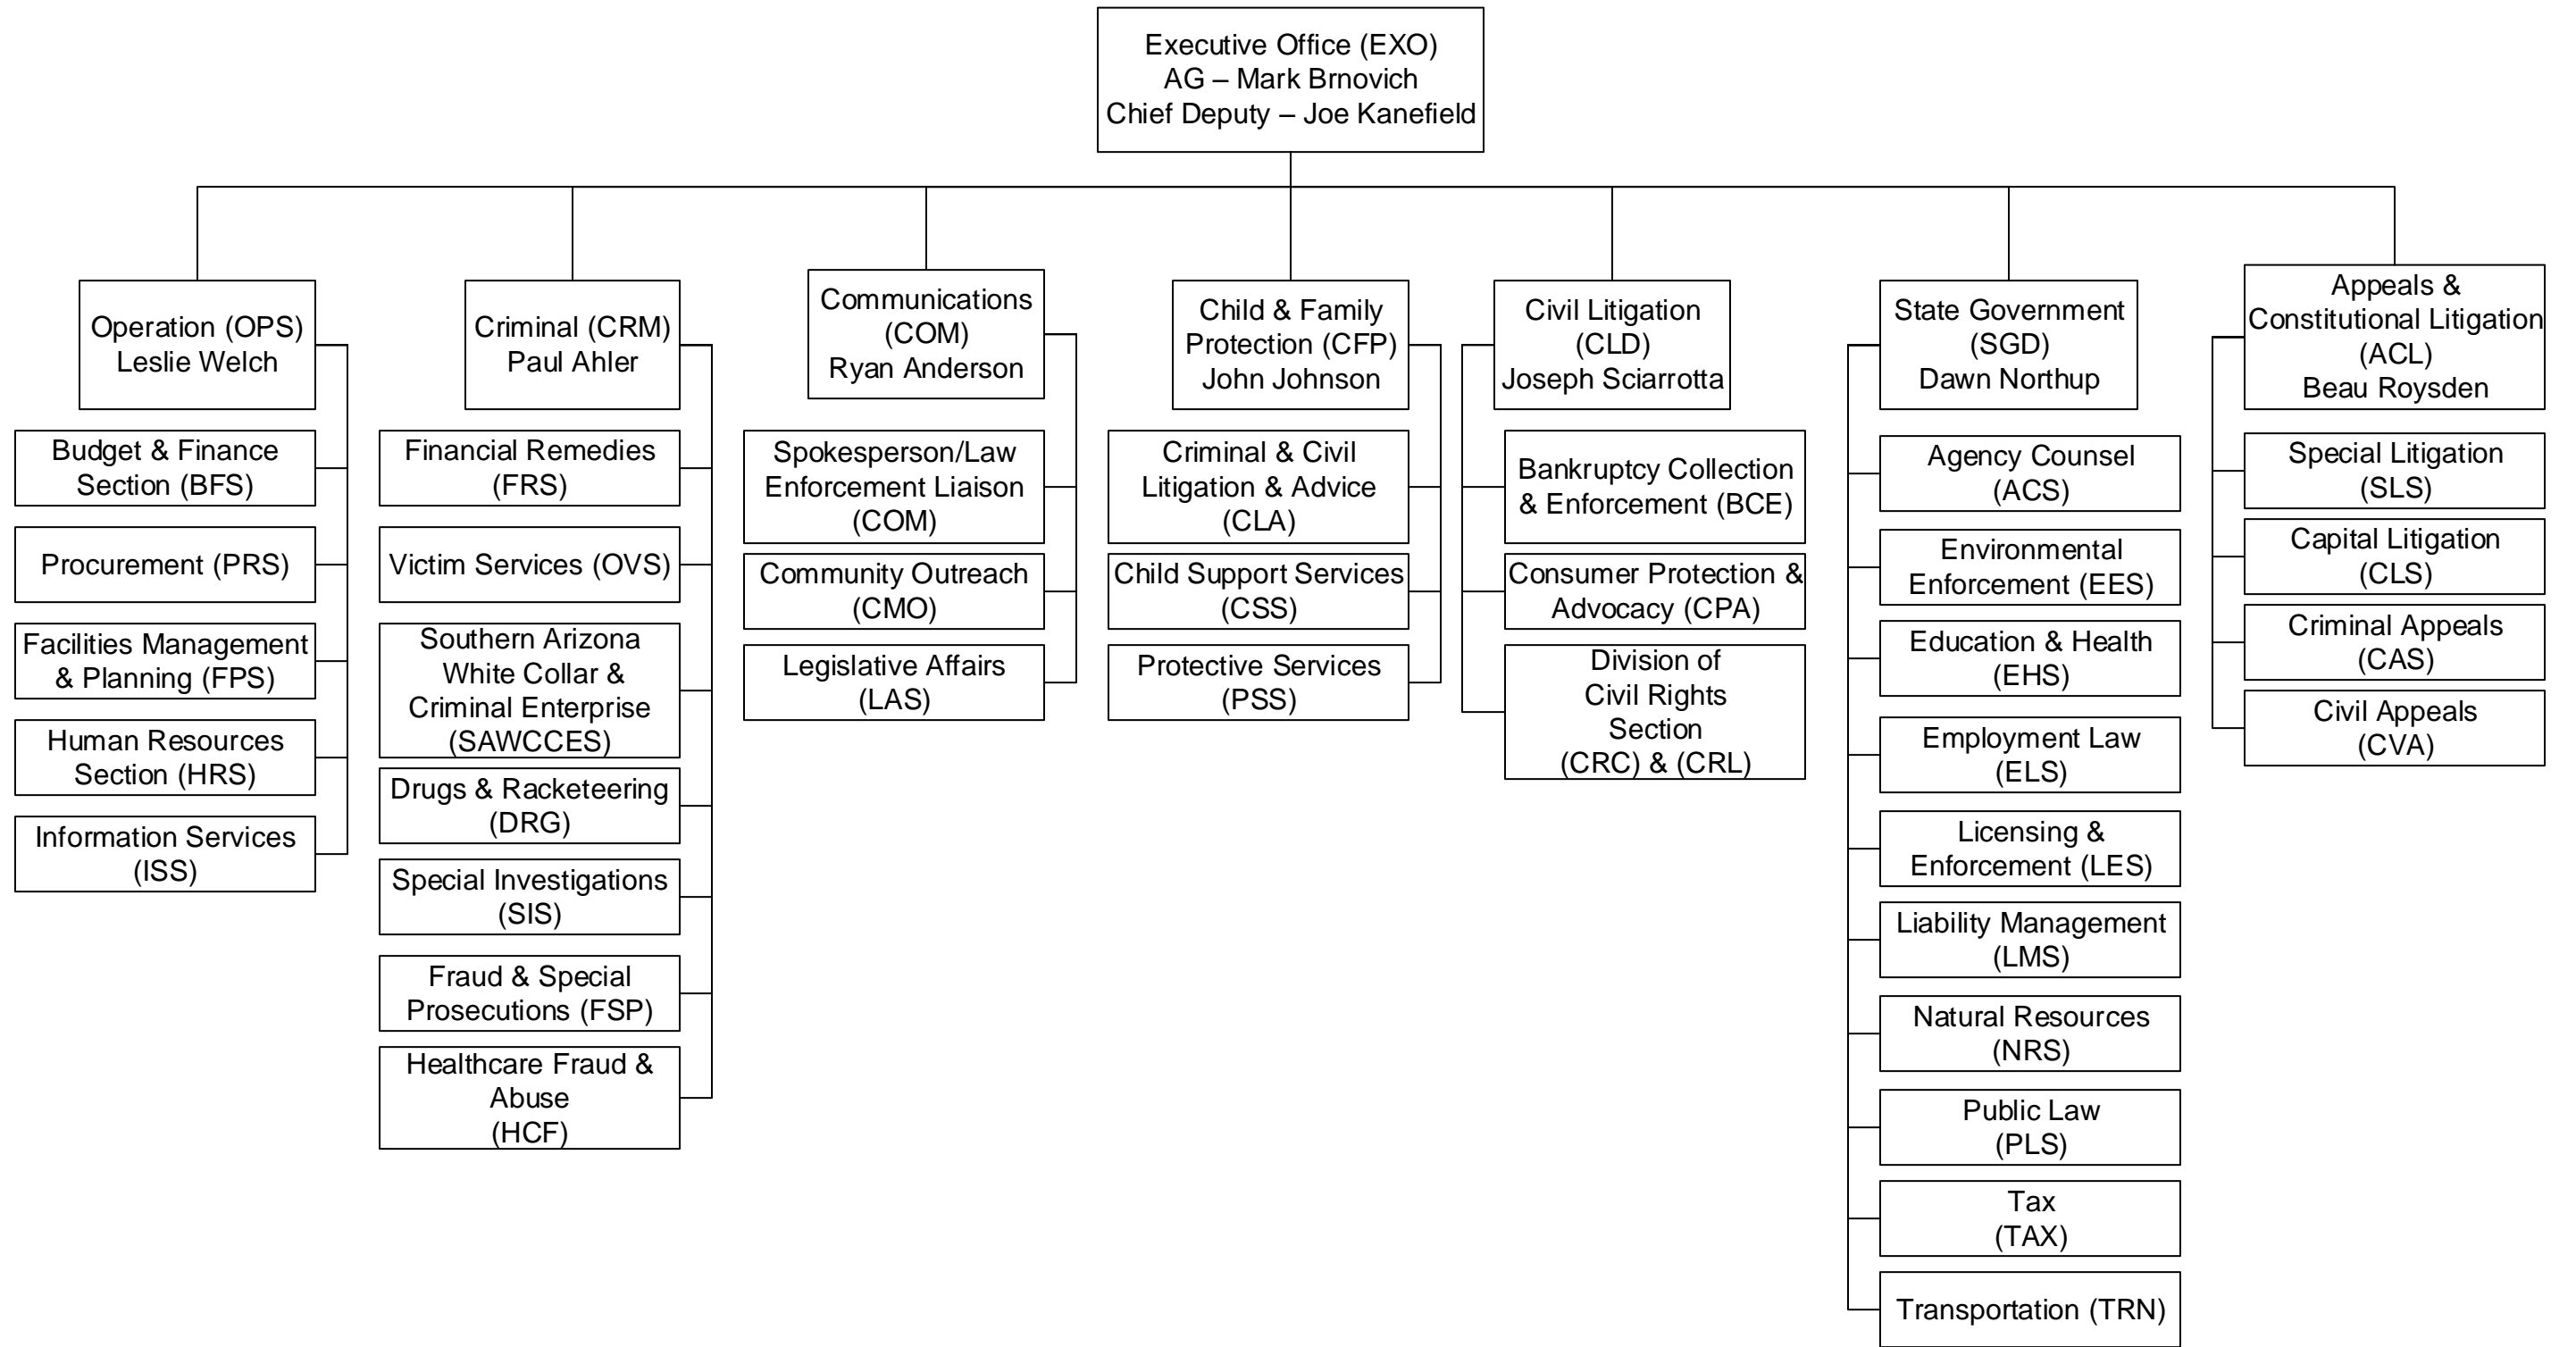 Executive Office (EXO)
AG – Mark Brnovich
Chief Deputy – Joe Kanefield
Operation (OPS)
Leslie Welch
Budget & Finance
Section (BFS)
Procurement (PRS)
Facilities Management
& Planning (FPS)
Human Resources
Section (HRS)
Information Services
(ISS)
Criminal (CRM)
Paul Ahler
Financial Remedies
(FRS)
Victim Services (OVS)
Southern Arizona
White Collar &
Criminal Enterprise
(SAWCCES)
Drugs & Racketeering
(DRG)
Special Investigations
(SIS)
Fraud & Special
Prosecutions (FSP)
Healthcare Fraud &
Abuse
(HCF)
Communications
(COM)
Ryan Anderson
Spokesperson/Law
Enforcement Liaison
(COM)
Community Outreach
(CMO)
Legislative Affairs
(LAS)
Child & Family
Protection (CFP)
John Johnson
Criminal & Civil
Litigation & Advice
(CLA)
Child Support Services
(CSS)
Protective Services
(PSS)
Civil Litigation
(CLD)
Joseph Sciarrotta
Bankruptcy Collection
& Enforcement (BCE)
Consumer Protection &
Advocacy (CPA)
Division of
Civil Rights
Section
(CRC) & (CRL)
State Government
(SGD)
Dawn Northup
Agency Counsel
(ACS)
Environmental
Enforcement (EES)
Education & Health
(EHS)
Employment Law
(ELS)
Licensing &
Enforcement (LES)
Liability Management
(LMS)
Natural Resources
(NRS)
Public Law
(PLS)
Tax
(TAX)
Transportation (TRN)
Appeals &
Constitutional Litigation
(ACL)
Beau Roysden
Special Litigation
(SLS)
Capital Litigation
(CLS)
Criminal Appeals
(CAS)
Civil Appeals
(CVA)